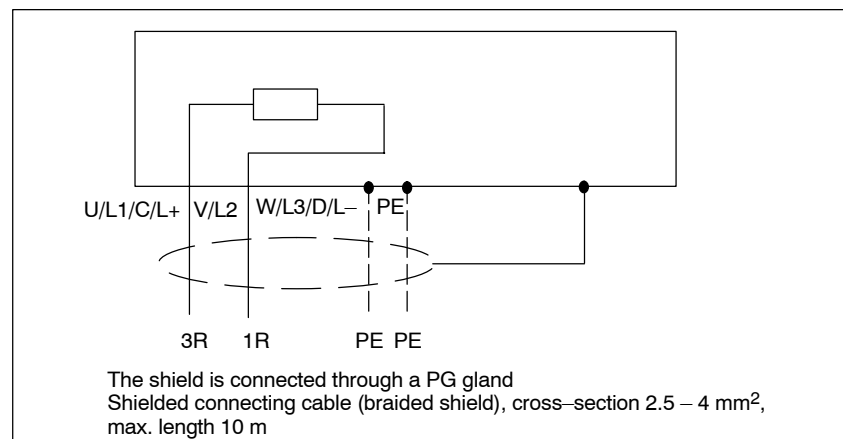 U/L1/C/L+ V/L2 W/L3/D/L– PE
3R 1R PE PE
The shield is connected through a PG gland
Shielded connecting cable (braided shield), cross–section 2.5 – 4 mm²,
max. length 10 m